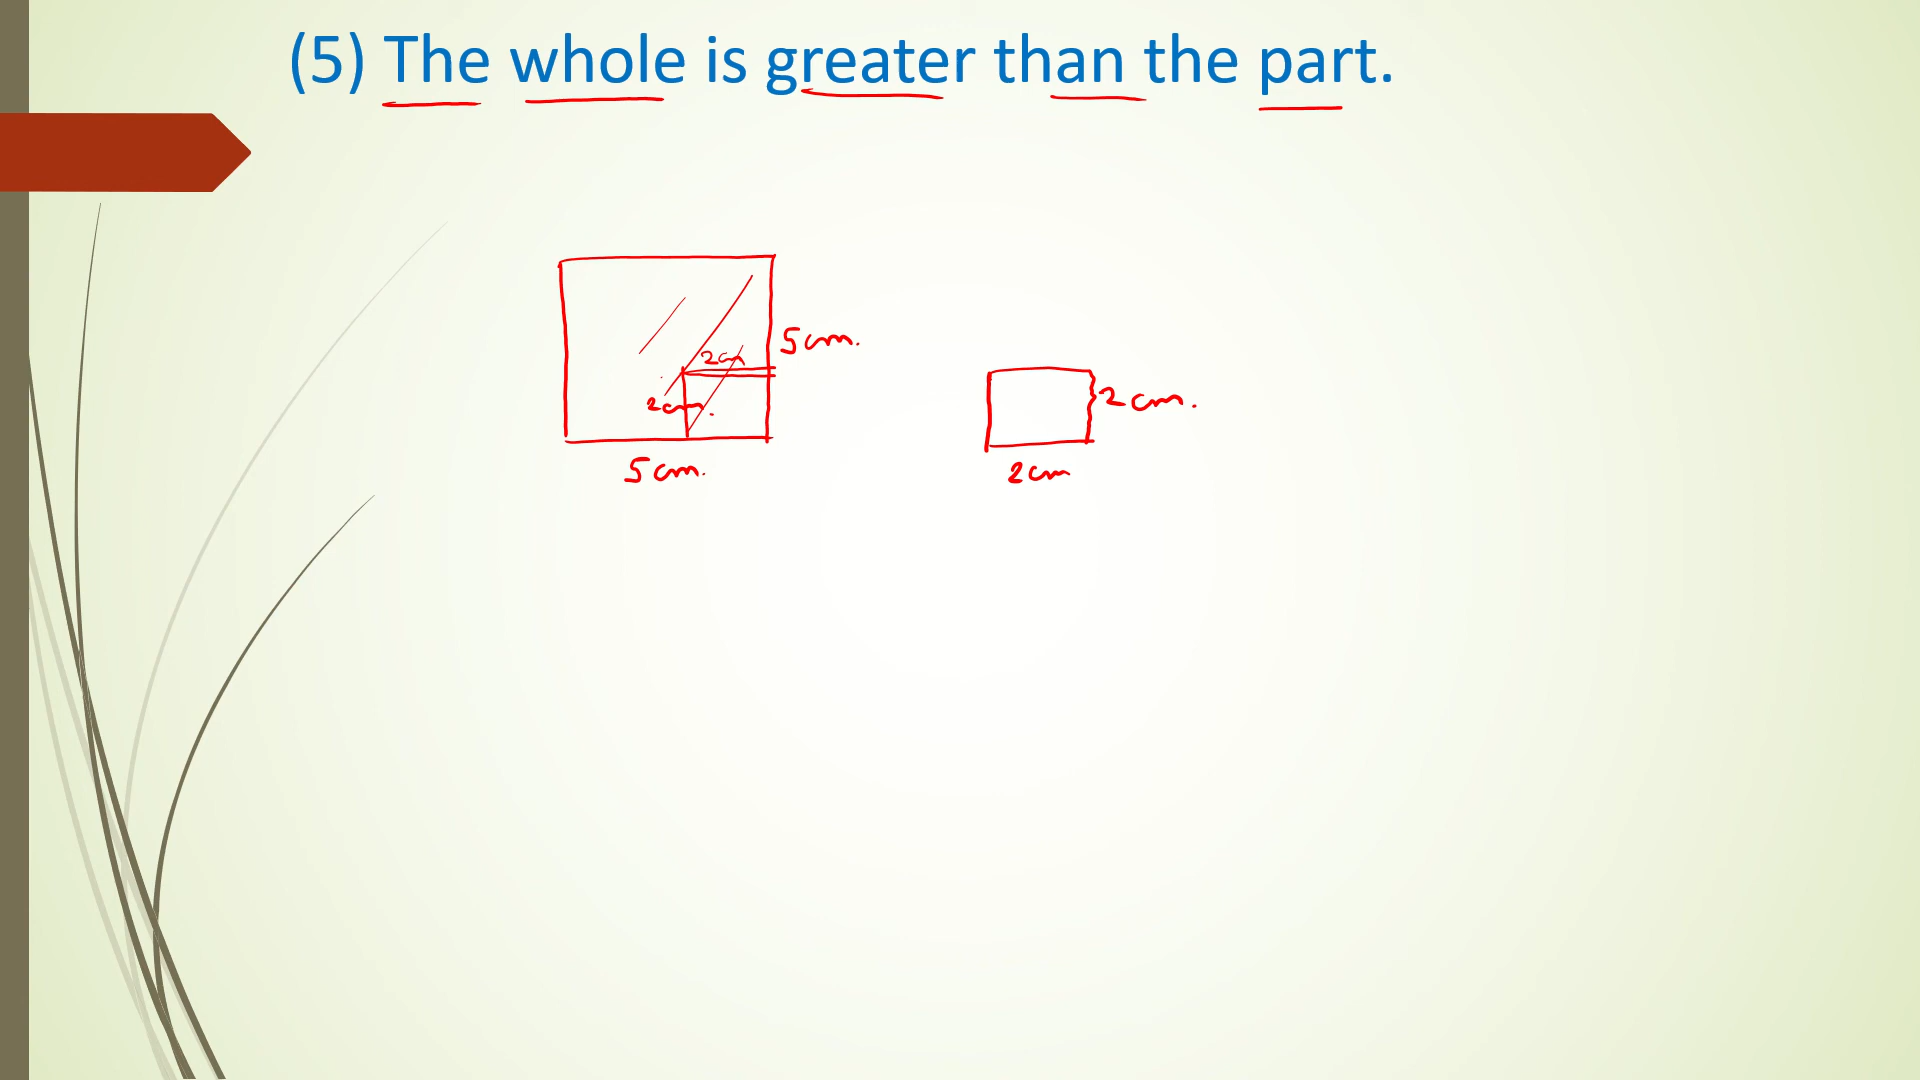 (5) The whole is greater than the part.
5cm.
2cm
2cm.
2cm.
5cm.
2cm